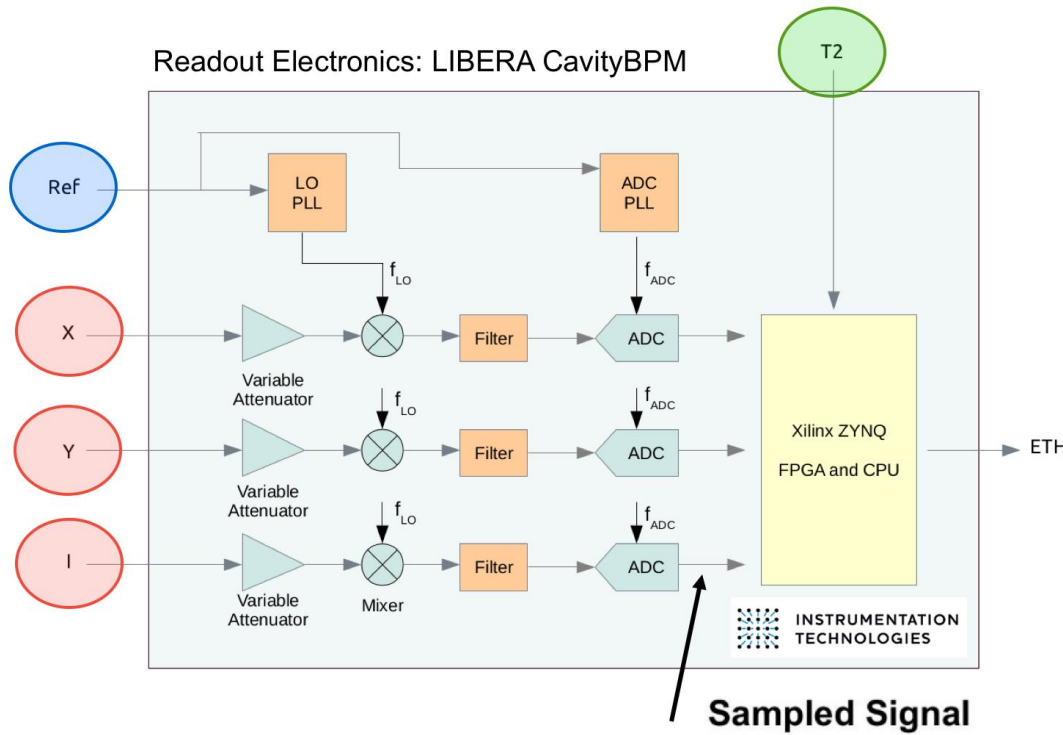 T2
Readout Electronics: LIBERA CavityBPM
Ref
LO
PLL
ADC
PLL
fLO
fADC
X
Filter
ADC
Variable
Attenuator
fLO
fADC
Y
Filter
ADC
Xilinx ZYNQ
FPGA and CPU
ETH
Variable
Attenuator
fLO
fADC
I
Filter
ADC
Variable
Attenuator
Mixer
INSTRUMENTATION
TECHNOLOGIES
Sampled Signal